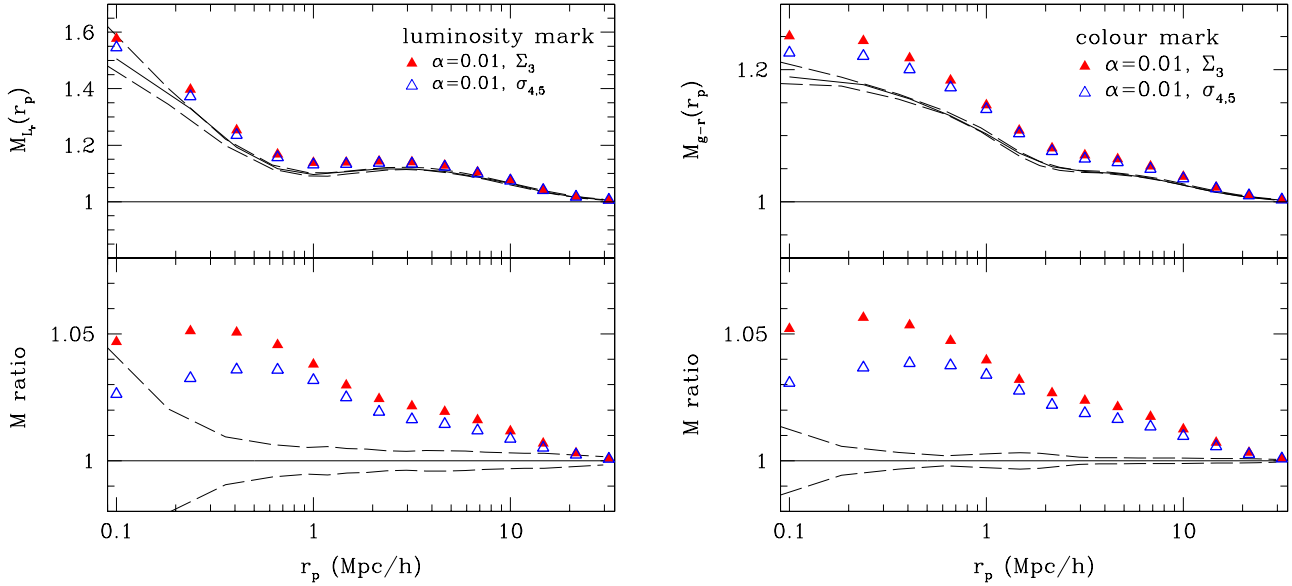 luminosity mark
α=0.01, Σ₃
α=0.01, σ₄,₅
M_Lr(r_p)
1.6
1.4
1.2
1
M ratio
1.05
1
0.1
1
10
r_p (Mpc/h)
colour mark
α=0.01, Σ₃
α=0.01, σ₄,₅
M_g−r(r_p)
1.2
1
M ratio
1.05
1
0.1
1
10
r_p (Mpc/h)